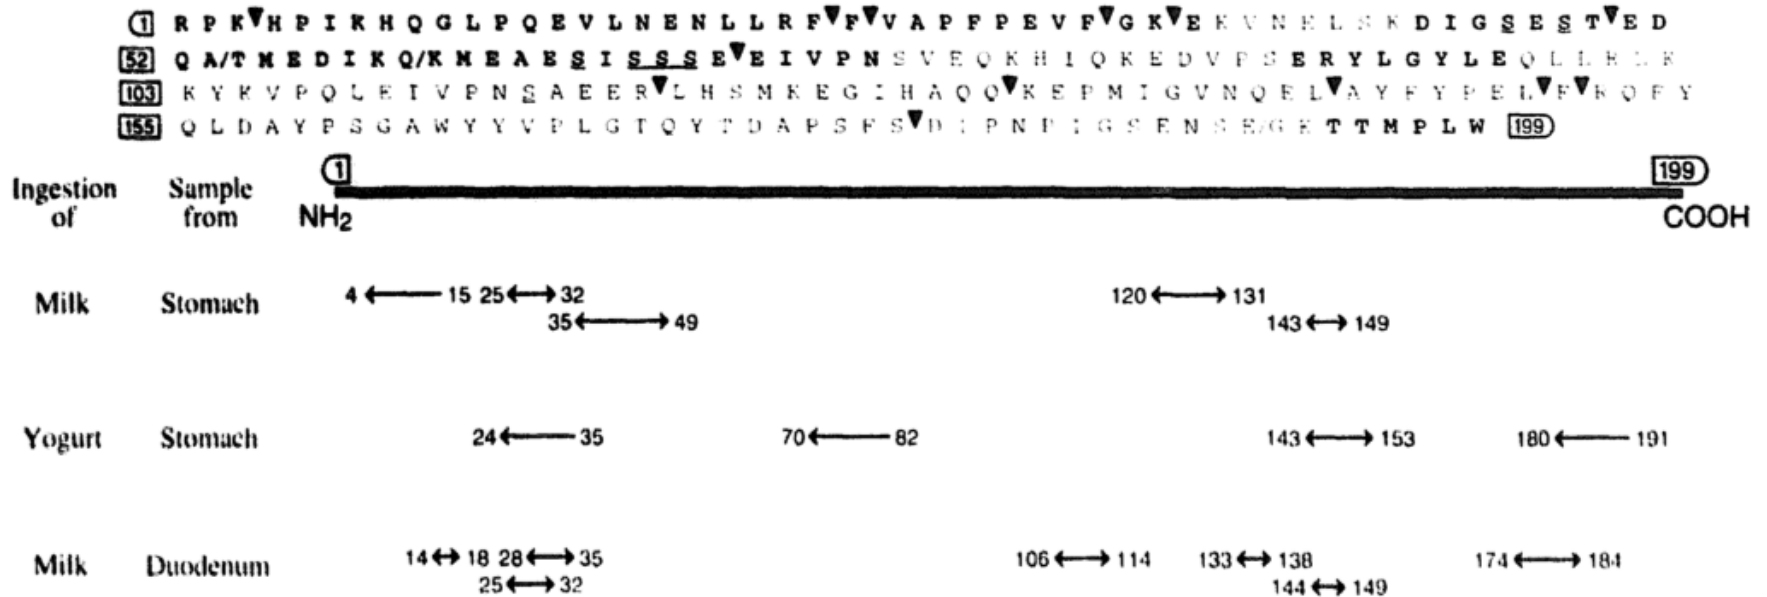 1 R P K▼H P I K H Q G L P Q E V L N E N L L R F▼F▼V A P F P E V F▼G K▼E K V N E L S K D I G S E S T▼E D
52 Q A/T M E D I K Q/K M E A E S I S S S E▼E I V P N S V E Q K H I Q K E D V P S E R Y L G Y L E Q L L R L K
103 K Y K V P Q L E I V P N S A E E R▼L H S M K E G I H A Q Q▼K E P M I G V N Q E L▼A Y F Y P E L▼F▼R Q F Y
155 Q L D A Y P S G A W Y Y V P L G T Q Y T D A P S F S▼D I P N P I G S E N S E/G K T T M P L W 199
1 199
Ingestion of Sample from NH2 COOH
Milk Stomach 4 15 25 32 120 131
35 49 143 149
Yogurt Stomach 24 35 70 82 143 153 180 191
Milk Duodenum 14 18 28 35 106 114 133 138 174 184
25 32 144 149